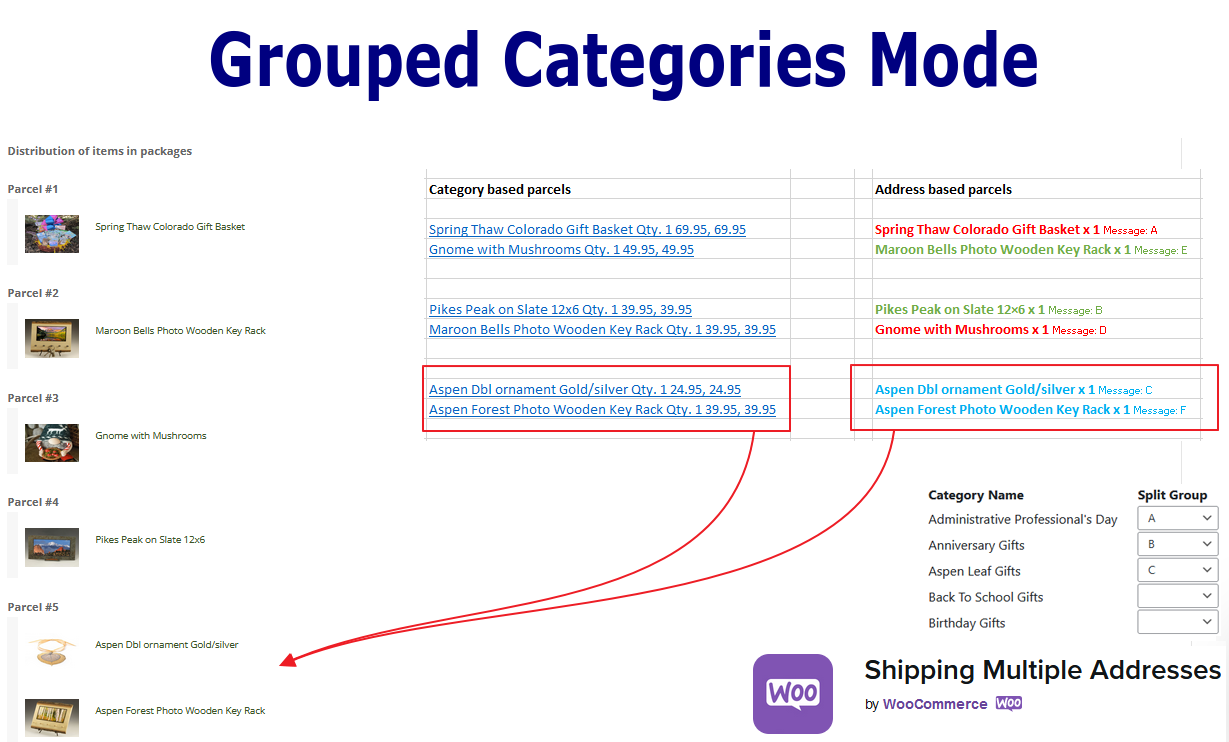 Grouped Categories Mode
Distribution of items in packages
Parcel #1
Spring Thaw Colorado Gift Basket
Parcel #2
Maroon Bells Photo Wooden Key Rack
Parcel #3
Gnome with Mushrooms
Parcel #4
Pikes Peak on Slate 12x6
Parcel #5
Aspen Dbl ornament Gold/silver
Aspen Forest Photo Wooden Key Rack
Category based parcels
Spring Thaw Colorado Gift Basket Qty. 1 69.95, 69.95
Gnome with Mushrooms Qty. 1 49.95, 49.95
Pikes Peak on Slate 12x6 Qty. 1 39.95, 39.95
Maroon Bells Photo Wooden Key Rack Qty. 1 39.95, 39.95
Aspen Dbl ornament Gold/silver Qty. 1 24.95, 24.95
Aspen Forest Photo Wooden Key Rack Qty. 1 39.95, 39.95
Address based parcels
Spring Thaw Colorado Gift Basket x 1 Message: A
Maroon Bells Photo Wooden Key Rack x 1 Message: E
Pikes Peak on Slate 12×6 x 1 Message: B
Gnome with Mushrooms x 1 Message: D
Aspen Dbl ornament Gold/silver x 1 Message: C
Aspen Forest Photo Wooden Key Rack x 1 Message: F
Category Name Split Group
Administrative Professional's Day A
Anniversary Gifts B
Aspen Leaf Gifts C
Back To School Gifts
Birthday Gifts
WOO
Shipping Multiple Addresses
by WooCommerce WOO